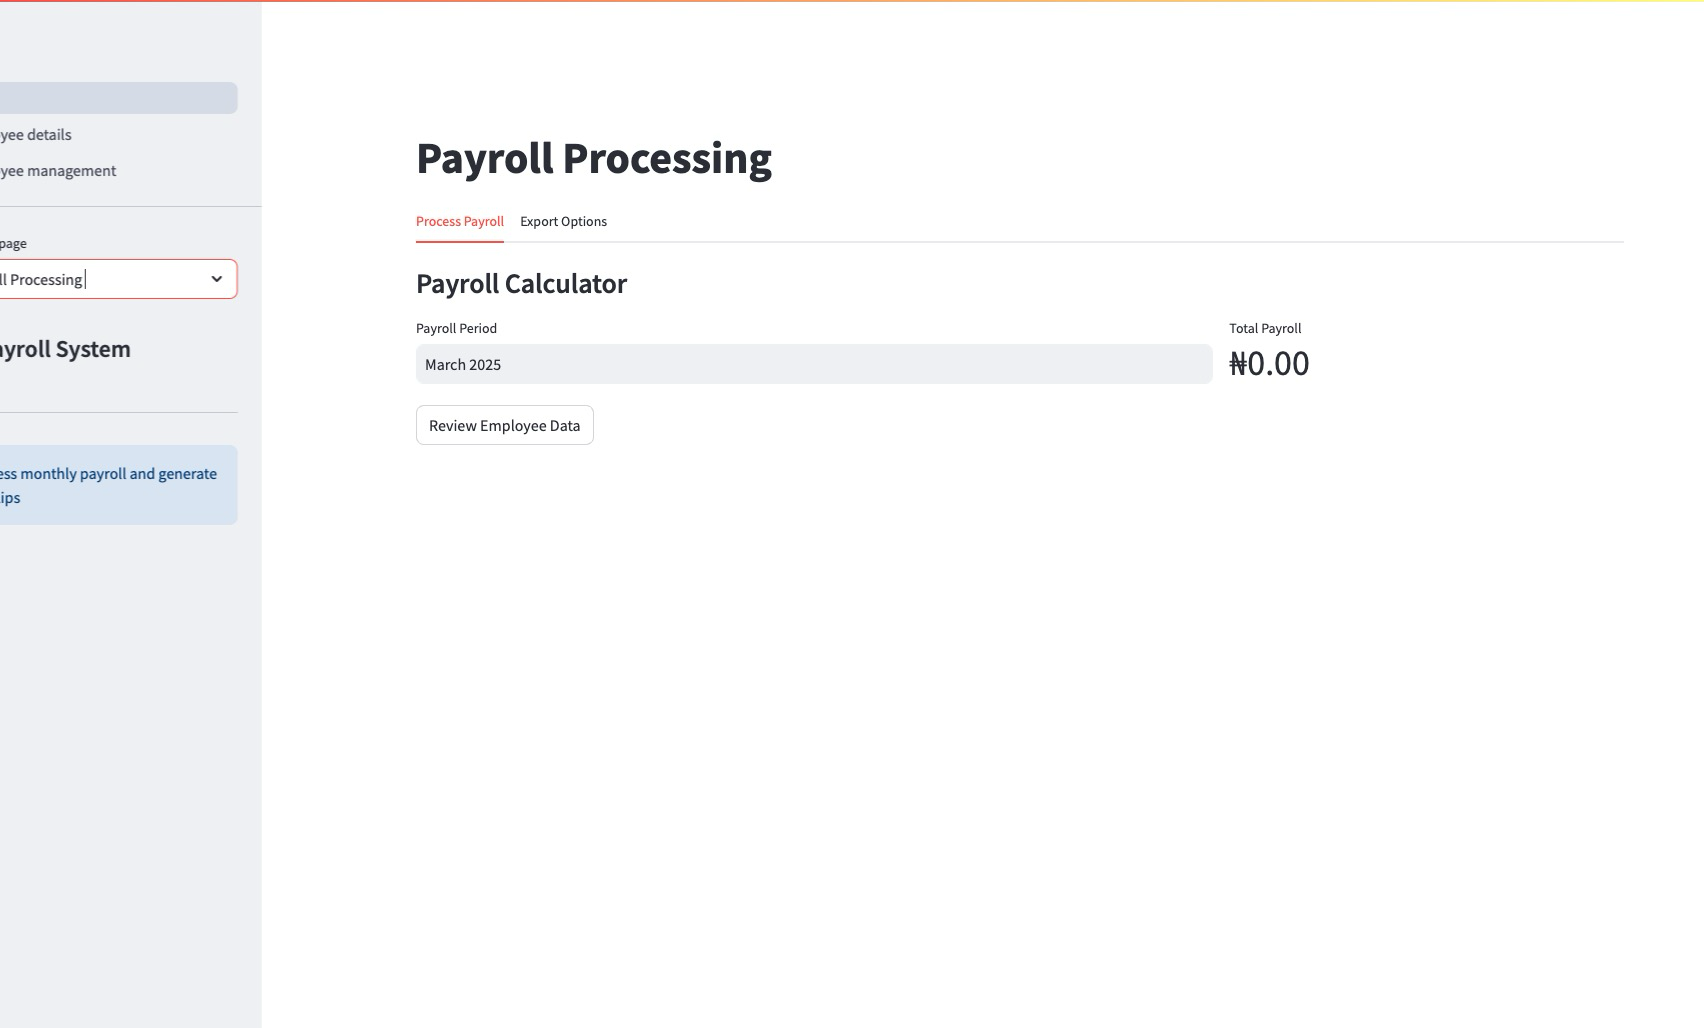 yee details
yee management
page
ll Processing
ayroll System
ess monthly payroll and generate
ips
Payroll Processing
Process Payroll
Export Options
Payroll Calculator
Payroll Period
March 2025
Total Payroll
₦0.00
Review Employee Data